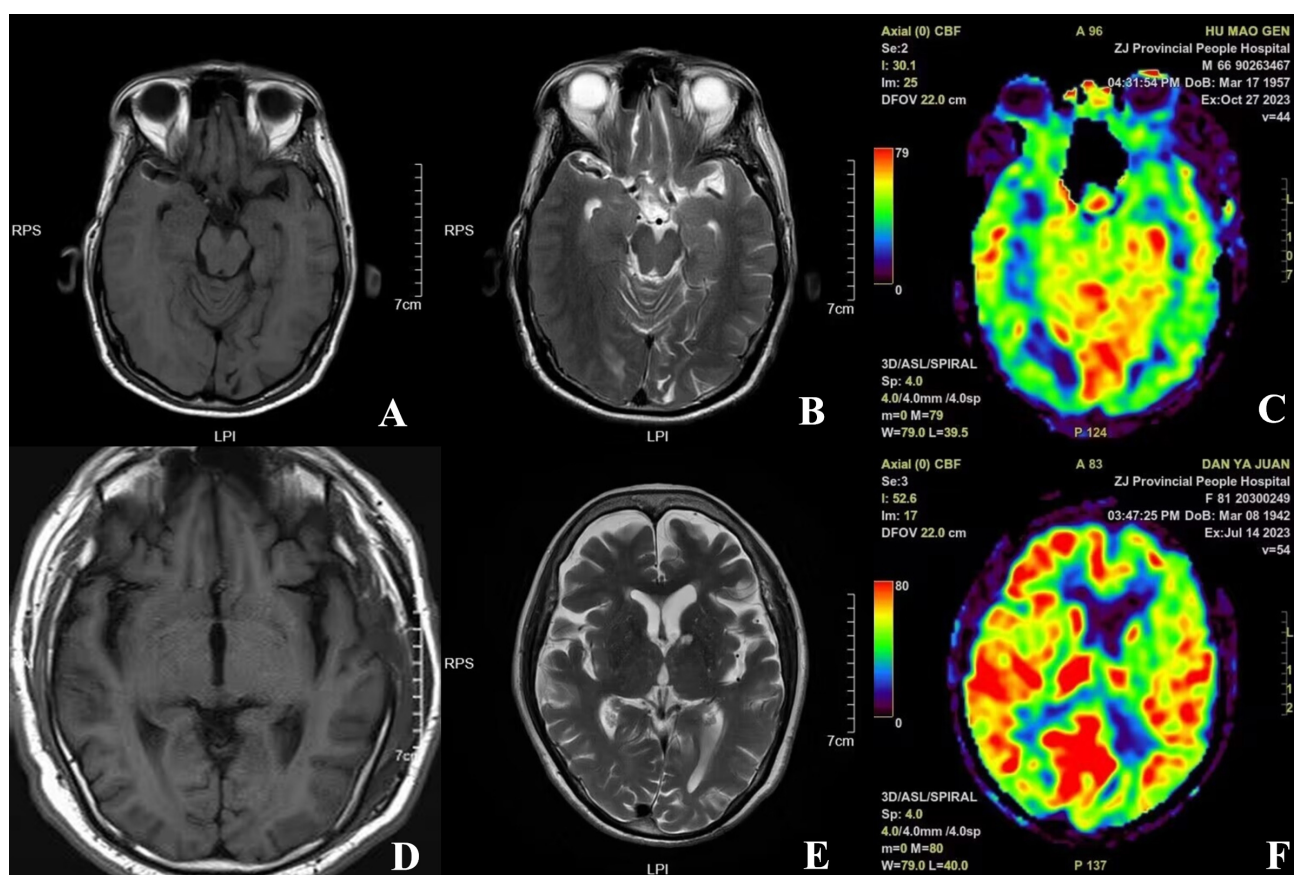 RPS
7cm
LPI
A
RPS
7cm
LPI
B
Axial (0) CBF
Se:2
I: 30.1
Im: 25
DFOV 22.0 cm
A 96
HU MAO GEN
ZJ Provincial People Hospital
M 66 90263467
04:31:54 PM DoB: Mar 17 1957
Ex:Oct 27 2023
v=44
79
0
L
1
0
7
3D/ASL/SPIRAL
Sp: 4.0
4.0/4.0mm /4.0sp
m=0 M=79
W=79.0 L=39.5
P 124
C
7cm
D
RPS
7cm
LPI
E
Axial (0) CBF
Se:3
I: 52.6
Im: 17
DFOV 22.0 cm
A 83
DAN YA JUAN
ZJ Provincial People Hospital
F 81 20300249
03:47:25 PM DoB: Mar 08 1942
Ex:Jul 14 2023
v=54
80
0
L
1
1
2
3D/ASL/SPIRAL
Sp: 4.0
4.0/4.0mm /4.0sp
m=0 M=80
W=79.0 L=40.0
P 137
F